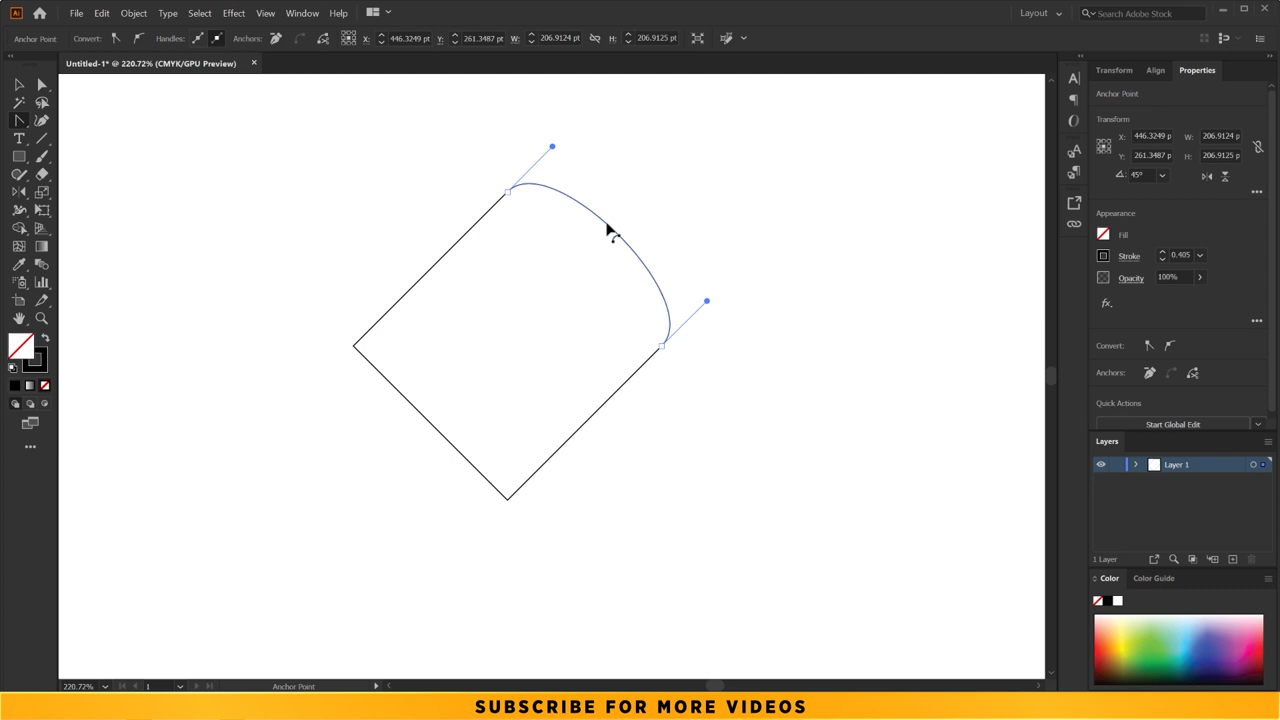 Ai File Edit Object Type Select Effect View Window Help Layout Search Adobe Stock
Anchor Point Convert: Handles: Anchors: X: 446.3249 pt Y: 261.3487 pt W: 206.9124 pt H: 206.9125 pt
Untitled-1* @ 220.72% (CMYK/GPU Preview)
Transform Align Properties
Anchor Point
Transform
X: 446.3249 p W: 206.9124 p
Y: 261.3487 p H: 206.9125 p
45°
Appearance
Fill
Stroke 0.405
Opacity 100%
fx
Convert:
Anchors:
Quick Actions
Start Global Edit
Layers
Layer 1
1 Layer
Color Color Guide
220.72% 1 Anchor Point
SUBSCRIBE FOR MORE VIDEOS